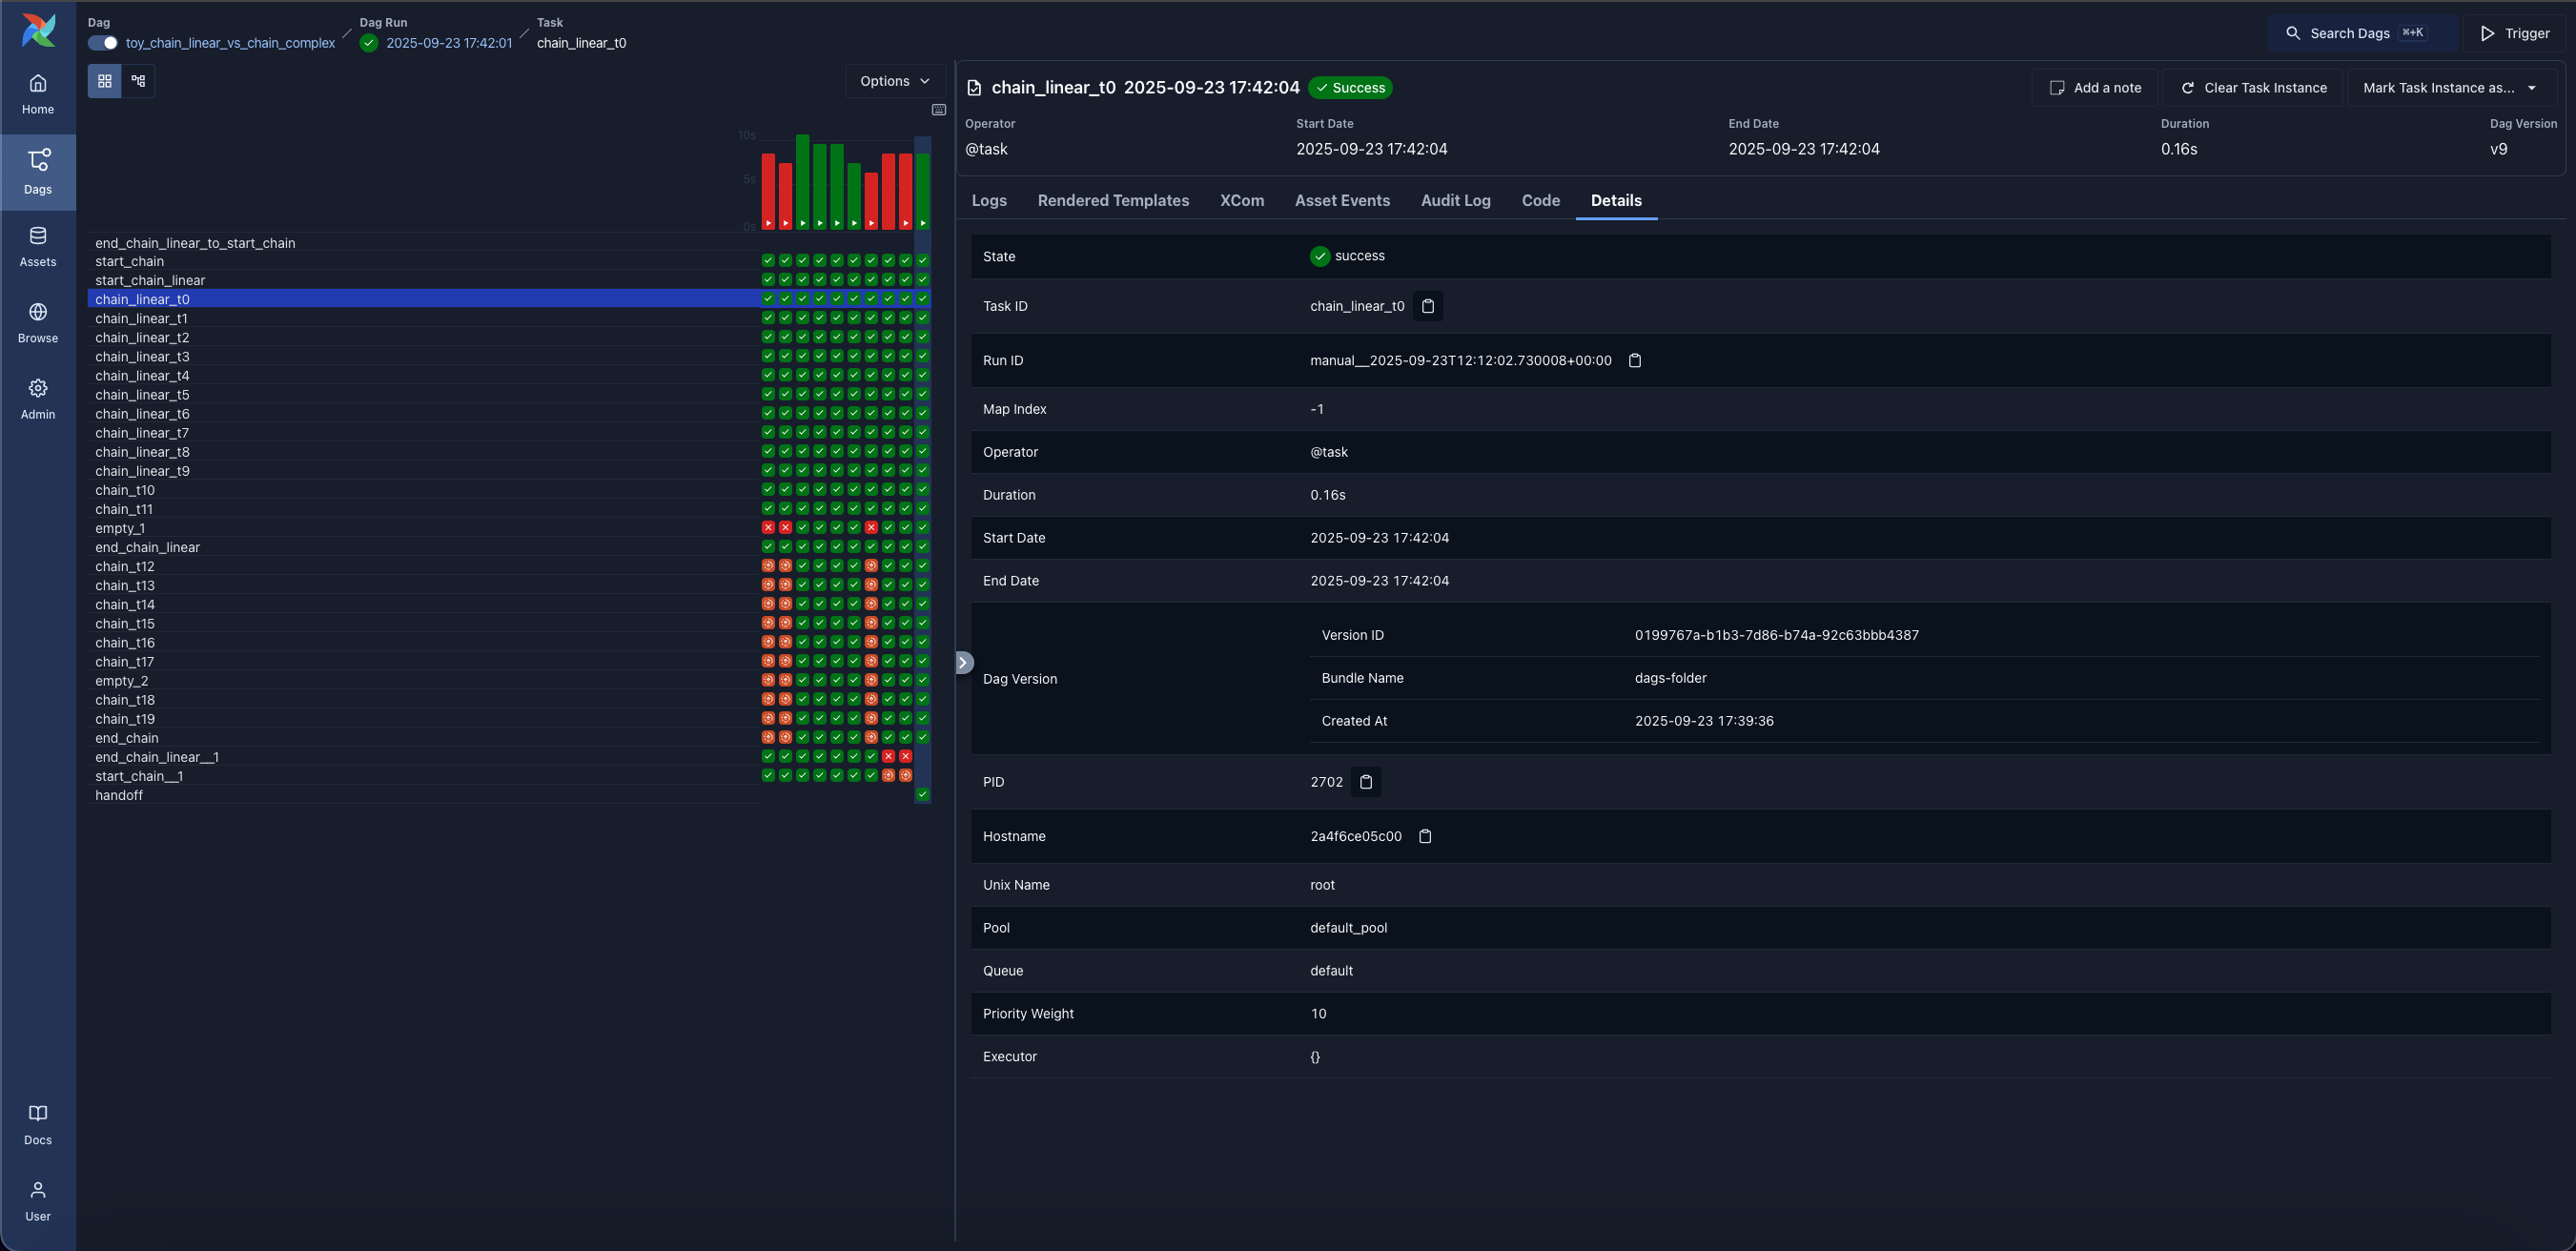 Dag
toy_chain_linear_vs_chain_complex
Dag Run
2025-09-23 17:42:01
Task
chain_linear_t0
Search Dags ⌘+K
Trigger
Home
Dags
Assets
Browse
Admin
Docs
User
Options
10s
5s
0s
end_chain_linear_to_start_chain
start_chain
start_chain_linear
chain_linear_t0
chain_linear_t1
chain_linear_t2
chain_linear_t3
chain_linear_t4
chain_linear_t5
chain_linear_t6
chain_linear_t7
chain_linear_t8
chain_linear_t9
chain_t10
chain_t11
empty_1
end_chain_linear
chain_t12
chain_t13
chain_t14
chain_t15
chain_t16
chain_t17
empty_2
chain_t18
chain_t19
end_chain
end_chain_linear__1
start_chain__1
handoff
chain_linear_t0 2025-09-23 17:42:04 Success
Add a note
Clear Task Instance
Mark Task Instance as...
Operator Start Date End Date Duration Dag Version
@task 2025-09-23 17:42:04 2025-09-23 17:42:04 0.16s v9
Logs Rendered Templates XCom Asset Events Audit Log Code Details
State success
Task ID chain_linear_t0
Run ID manual__2025-09-23T12:12:02.730008+00:00
Map Index -1
Operator @task
Duration 0.16s
Start Date 2025-09-23 17:42:04
End Date 2025-09-23 17:42:04
Dag Version
Version ID 0199767a-b1b3-7d86-b74a-92c63bbb4387
Bundle Name dags-folder
Created At 2025-09-23 17:39:36
PID 2702
Hostname 2a4f6ce05c00
Unix Name root
Pool default_pool
Queue default
Priority Weight 10
Executor {}